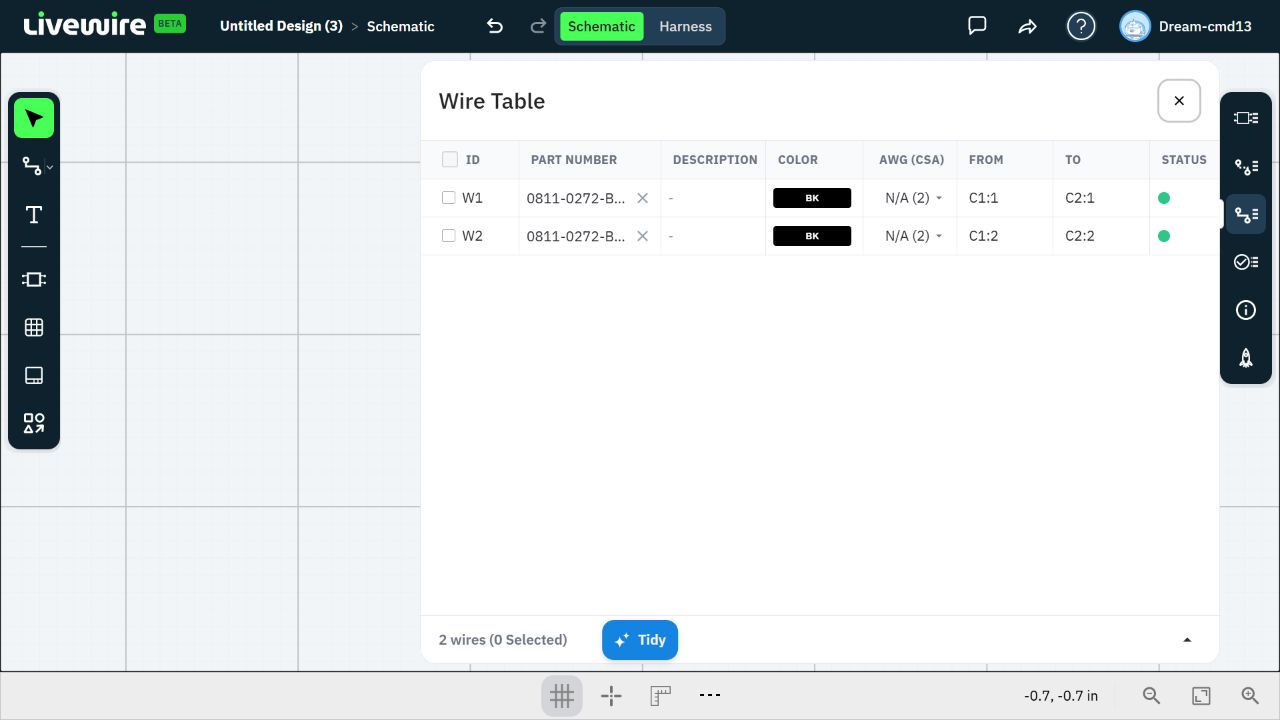 livewire BETA Untitled Design (3) > Schematic Schematic Harness ? Dream-cmd13
Wire Table
ID PART NUMBER DESCRIPTION COLOR AWG (CSA) FROM TO STATUS
W1 0811-0272-B... - BK N/A (2) C1:1 C2:1
W2 0811-0272-B... - BK N/A (2) C1:2 C2:2
2 wires (0 Selected) Tidy
-0.7, -0.7 in